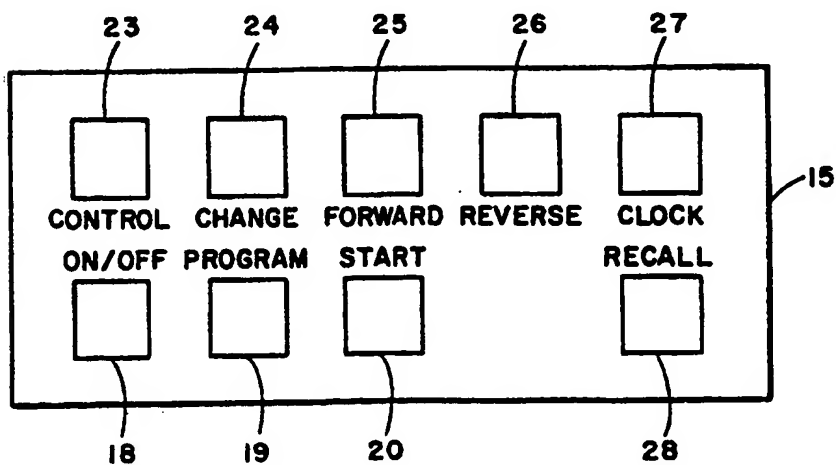 23 24 25 26 27
15
CONTROL CHANGE FORWARD REVERSE CLOCK
ON/OFF PROGRAM START RECALL
18 19 20 28